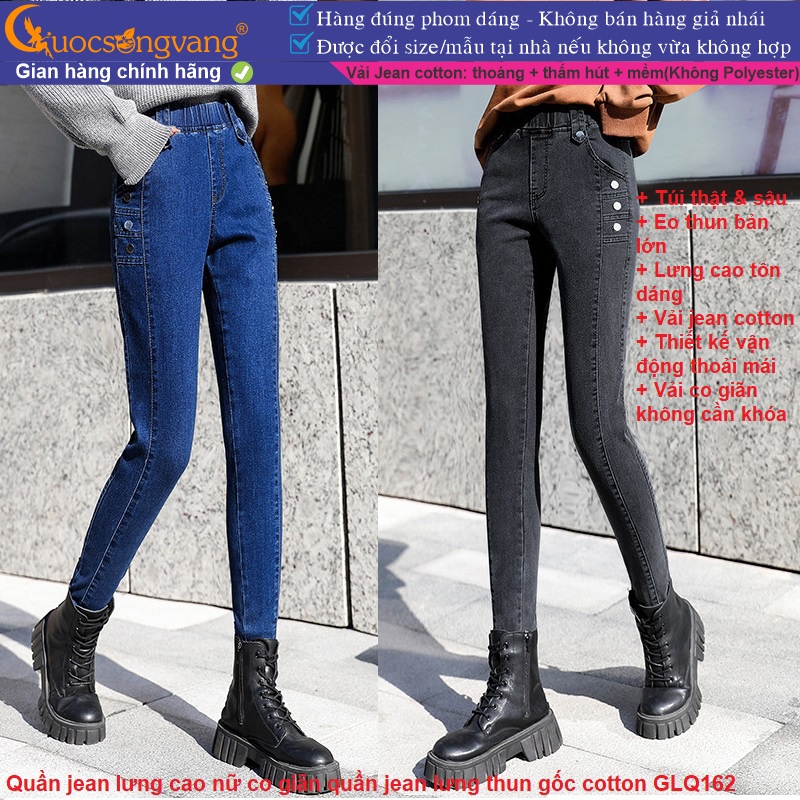 Cuocsongvang®
Gian hàng chính hãng
Hàng đúng phom dáng - Không bán hàng giả nhái
Được đổi size/mẫu tại nhà nếu không vừa không hợp
Vải Jean cotton: thoáng + thấm hút + mềm(Không Polyester)
+ Túi thật & sâu
+ Eo thun bản
lớn
+ Lưng cao tôn
dáng
+ Vải jean cotton
+ Thiết kế vận
động thoải mái
+ Vải co giãn
không cần khóa
Quần jean lưng cao nữ co giãn quần jean lưng thun gốc cotton GLQ162